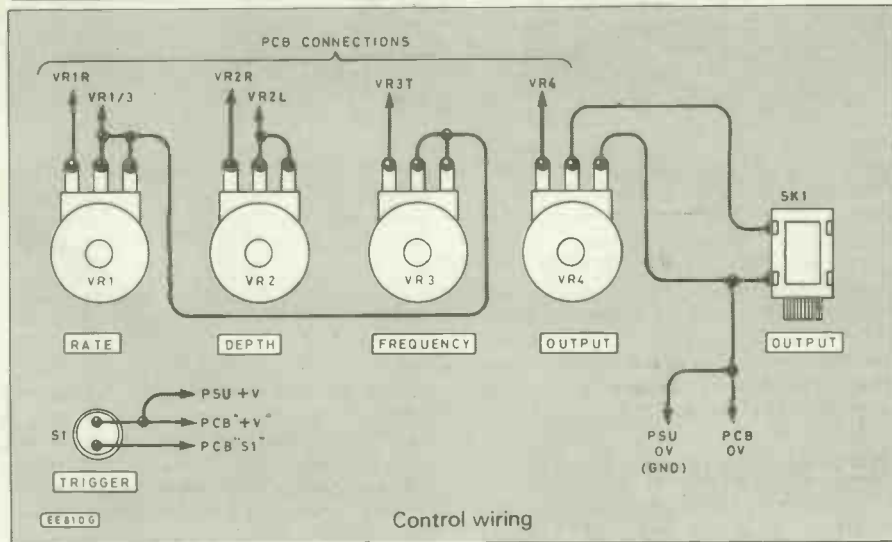 PCB CONNECTIONS
VR1R
VR1/3
VR2R
VR2L
VR3T
VR4
SK1
VR1
VR2
VR3
VR4
RATE
DEPTH
FREQUENCY
OUTPUT
OUTPUT
PSU +V
PCB "+V"
PCB "S1"
S1
TRIGGER
PSU
0V
(GND)
PCB
0V
EE810G
Control wiring